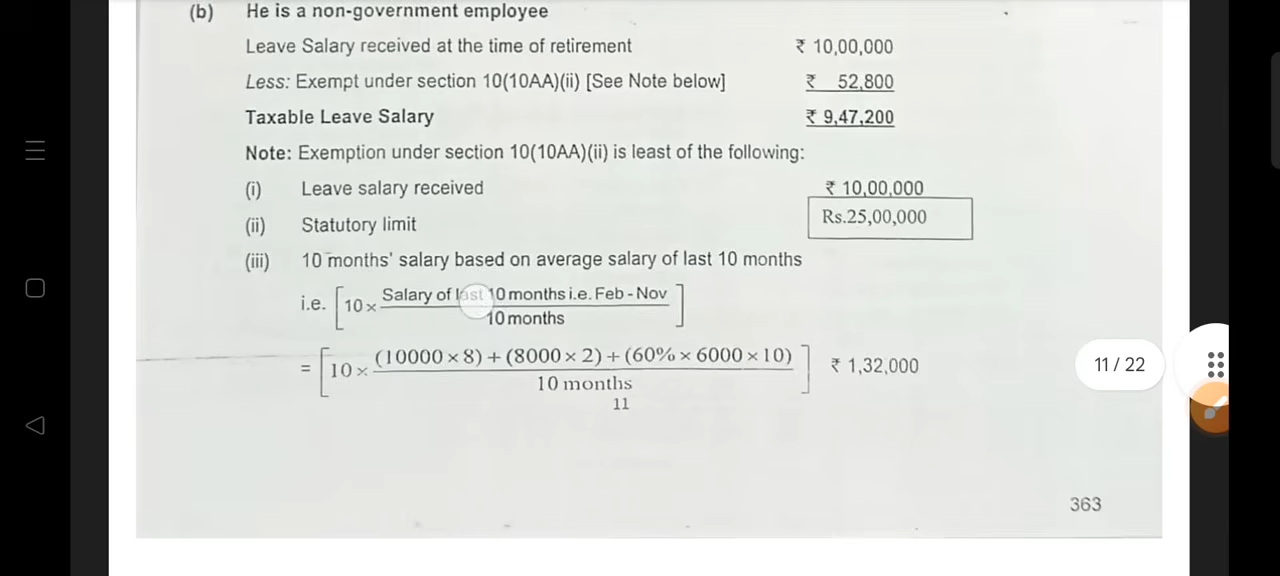 (b) He is a non-government employee
Leave Salary received at the time of retirement ₹ 10,00,000
Less: Exempt under section 10(10AA)(ii) [See Note below] ₹ 52,800
Taxable Leave Salary ₹ 9,47,200
Note: Exemption under section 10(10AA)(ii) is least of the following:
(i) Leave salary received ₹ 10,00,000
(ii) Statutory limit Rs.25,00,000
(iii) 10 months' salary based on average salary of last 10 months
i.e. [10 × Salary of last 10 months i.e. Feb - Nov
10 months ]
= [10 × (10000 × 8) + (8000 × 2) + (60% × 6000 × 10)
10 months ] ₹ 1,32,000
11
11 / 22
363